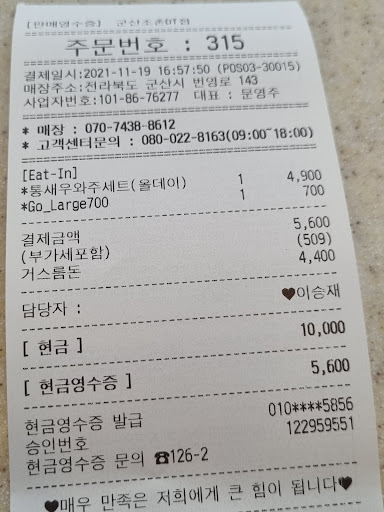 [판매영수증] 군산조촌DT점
주문번호 : 315
결제일시:2021-11-19 16:57:50 (POS03-30015)
매장주소:전라북도 군산시 번영로 143
사업자번호:101-86-76277 대표 : 문영주
* 매장 : 070-7438-8612
* 고객센터문의 : 080-022-8163(09:00~18:00)
[Eat-In]
*통새우와주세트(올데이) 1 4,900
*Go_Large700 1 700
결제금액 5,600
(부가세포함) (509)
거스름돈 4,400
담당자 : ♥이승재
[ 현금 ] 10,000
[ 현금영수증 ] 5,600
현금영수증 발급 010****5856
승인번호 122959551
현금영수증 문의 ☎126-2
♥매우 만족은 저희에게 큰 힘이 됩니다♥